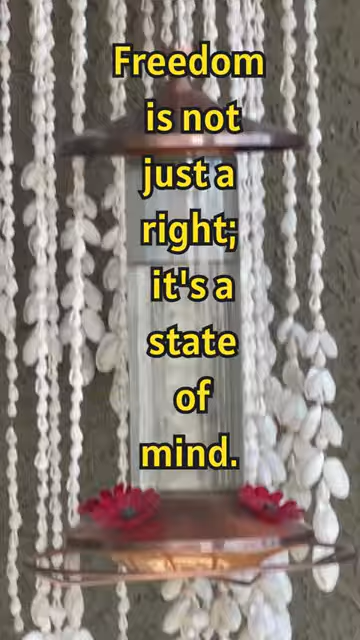 Freedom
is not
just a
right;
it's a
state
of
mind.